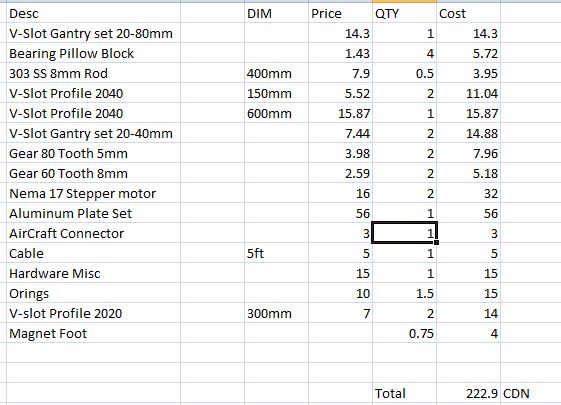 Desc DIM Price QTY Cost
V-Slot Gantry set 20-80mm 14.3 1 14.3
Bearing Pillow Block 1.43 4 5.72
303 SS 8mm Rod 400mm 7.9 0.5 3.95
V-Slot Profile 2040 150mm 5.52 2 11.04
V-Slot Profile 2040 600mm 15.87 1 15.87
V-Slot Gantry set 20-40mm 7.44 2 14.88
Gear 80 Tooth 5mm 3.98 2 7.96
Gear 60 Tooth 8mm 2.59 2 5.18
Nema 17 Stepper motor 16 2 32
Aluminum Plate Set 56 1 56
AirCraft Connector 3 1 3
Cable 5ft 5 1 5
Hardware Misc 15 1 15
Orings 10 1.5 15
V-slot Profile 2020 300mm 7 2 14
Magnet Foot 0.75 4
Total 222.9 CDN